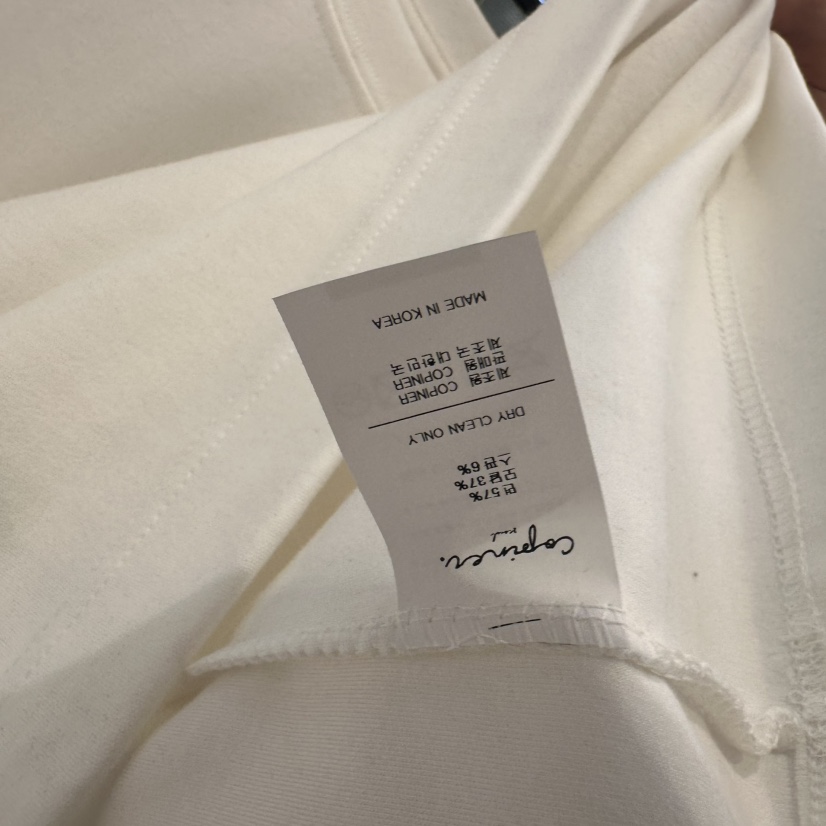 Copiner.
면 57%
모달 37%
스판 6%
DRY CLEAN ONLY
제조원 COPINER
판매원 COPINER
제조국 대한민국
MADE IN KOREA